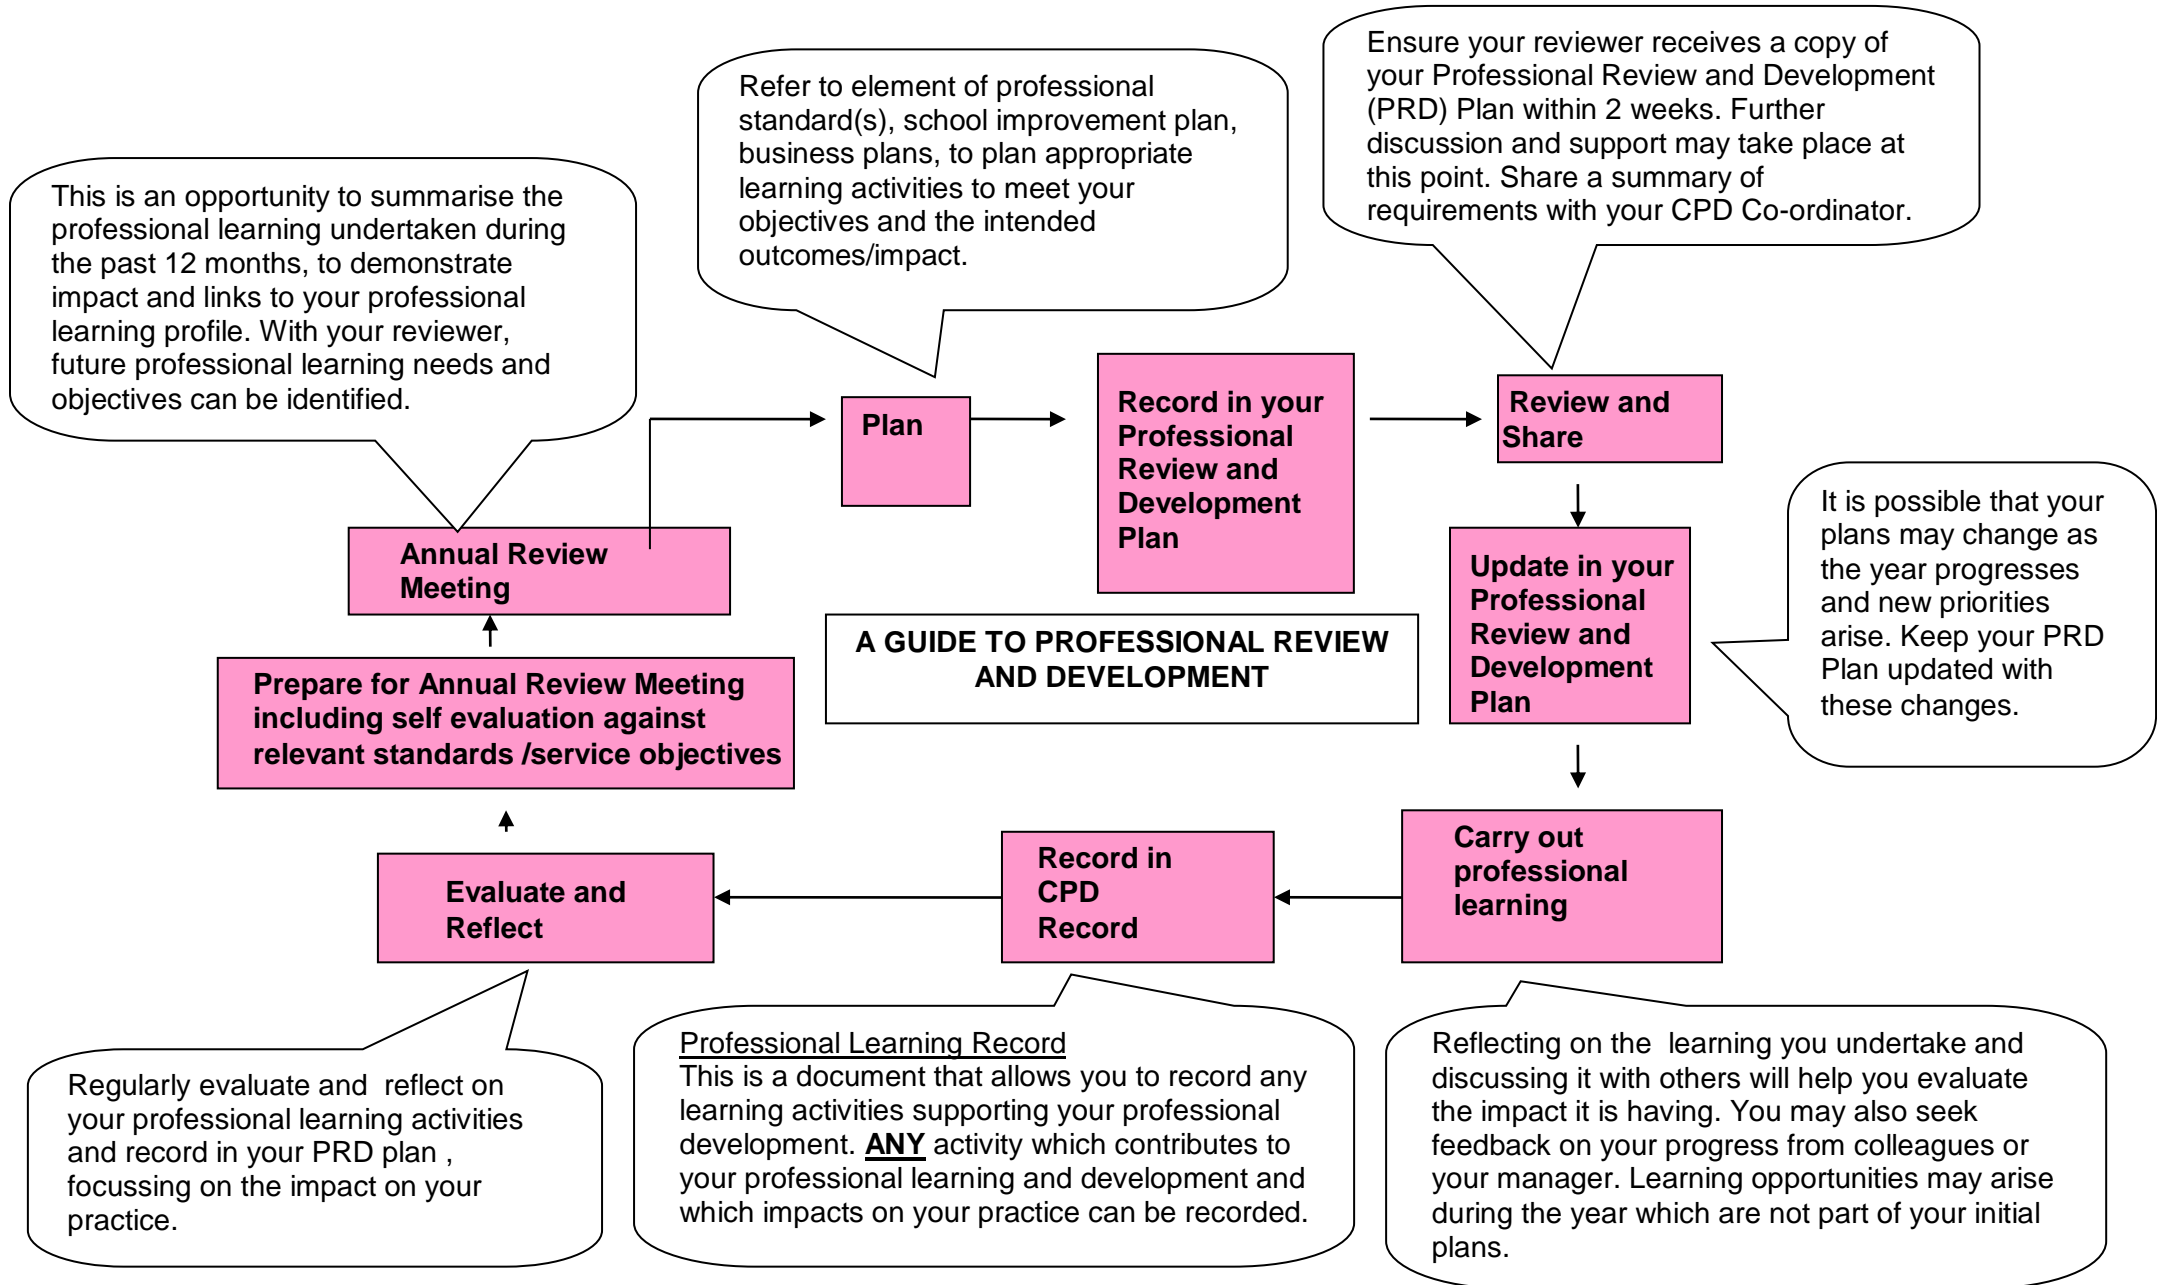 Ensure your reviewer receives a copy of
your Professional Review and Development
(PRD) Plan within 2 weeks. Further
discussion and support may take place at
this point. Share a summary of
requirements with your CPD Co-ordinator.
Refer to element of professional
standard(s), school improvement plan,
business plans, to plan appropriate
learning activities to meet your
objectives and the intended
outcomes/impact.
This is an opportunity to summarise the
professional learning undertaken during
the past 12 months, to demonstrate
impact and links to your professional
learning profile. With your reviewer,
future professional learning needs and
objectives can be identified.
Plan
Record in your
Professional
Review and
Development
Plan
Review and
Share
Annual Review
Meeting
It is possible that your
plans may change as
the year progresses
and new priorities
arise. Keep your PRD
Plan updated with
these changes.
Update in your
Professional
Review and
Development
Plan
A GUIDE TO PROFESSIONAL REVIEW
AND DEVELOPMENT
Prepare for Annual Review Meeting
including self evaluation against
relevant standards /service objectives
Carry out
professional
learning
Record in
CPD
Record
Evaluate and
Reflect
Regularly evaluate and  reflect on
your professional learning activities
and record in your PRD plan ,
focussing on the impact on your
practice.
Professional Learning Record
This is a document that allows you to record any
learning activities supporting your professional
development. ANY activity which contributes to
your professional learning and development and
which impacts on your practice can be recorded.
Reflecting on the  learning you undertake and
discussing it with others will help you evaluate
the impact it is having. You may also seek
feedback on your progress from colleagues or
your manager. Learning opportunities may arise
during the year which are not part of your initial
plans.